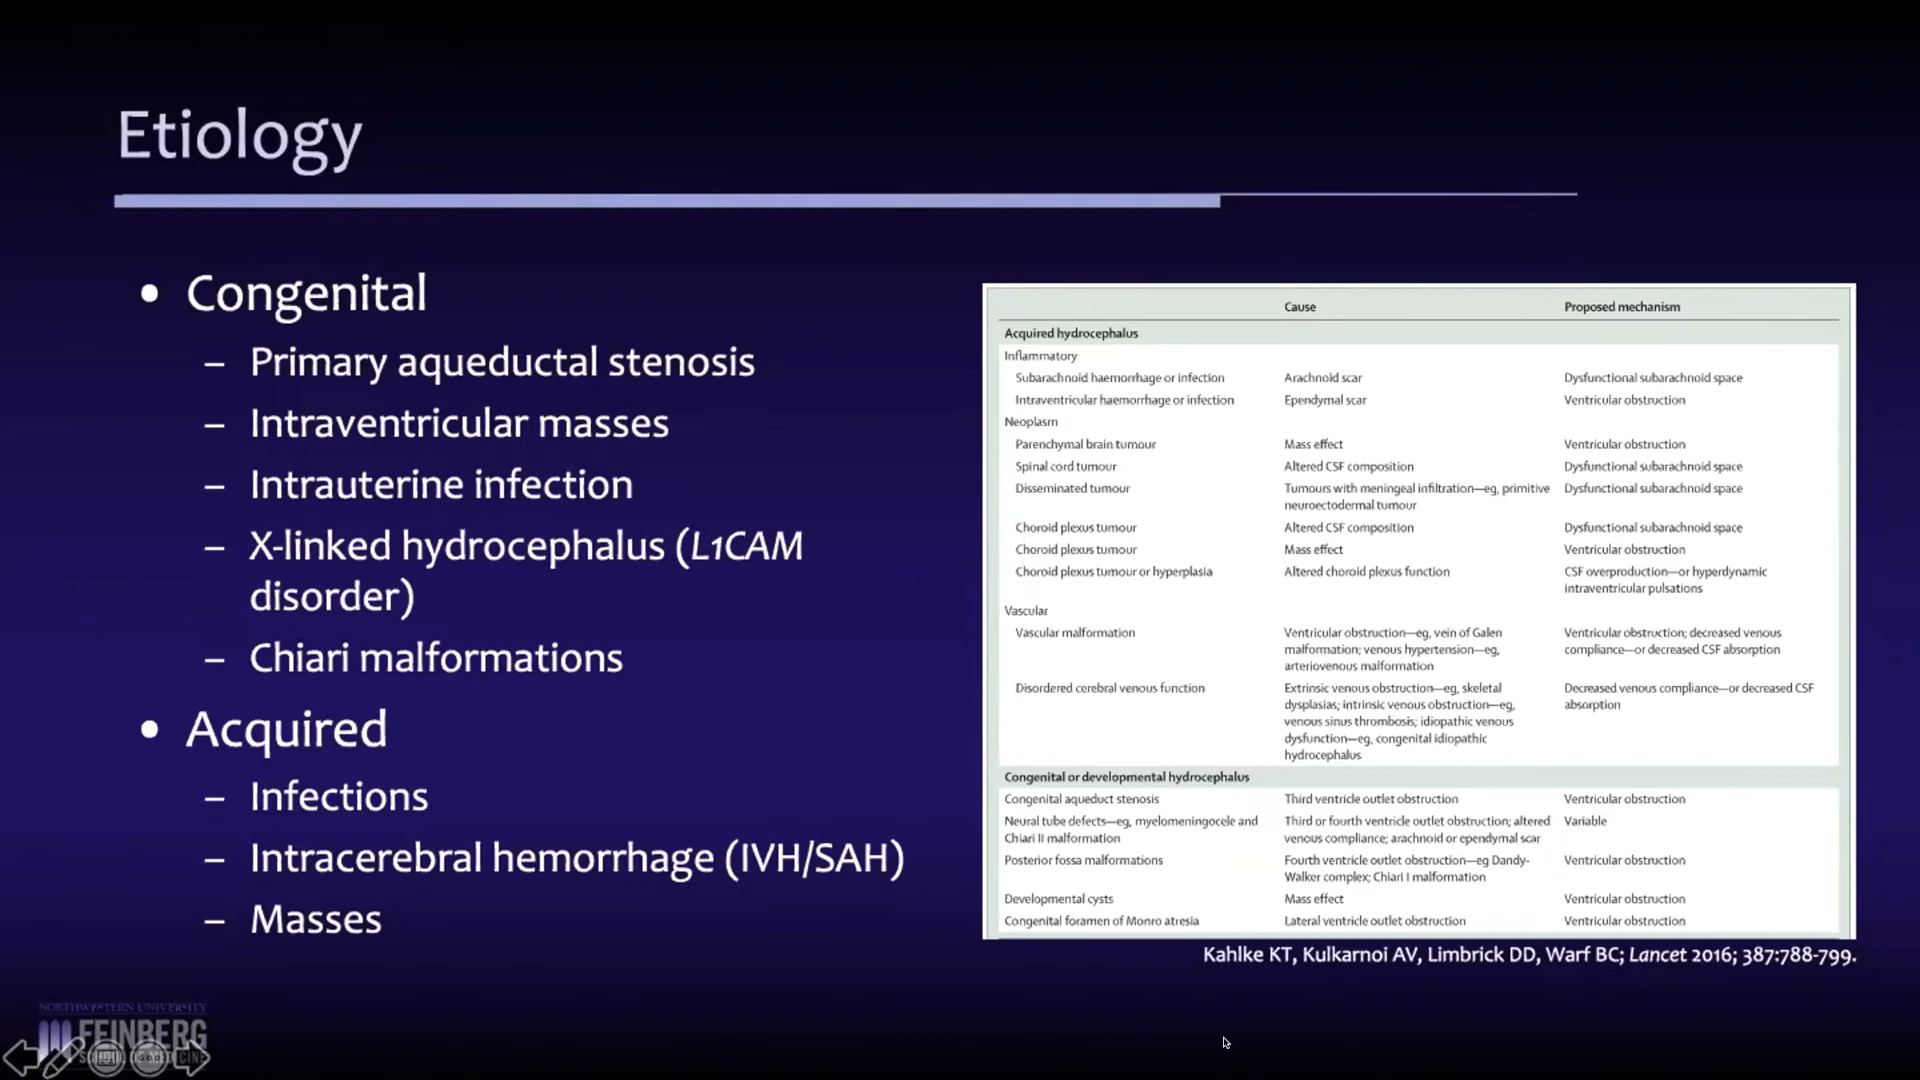 Etiology
• Congenital
– Primary aqueductal stenosis
– Intraventricular masses
– Intrauterine infection
– X-linked hydrocephalus (L1CAM
disorder)
– Chiari malformations
• Acquired
– Infections
– Intracerebral hemorrhage (IVH/SAH)
– Masses
Cause Proposed mechanism
Acquired hydrocephalus
Inflammatory
Subarachnoid haemorrhage or infection Arachnoid scar Dysfunctional subarachnoid space
Intraventricular haemorrhage or infection Ependymal scar Ventricular obstruction
Neoplasm
Parenchymal brain tumour Mass effect Ventricular obstruction
Spinal cord tumour Altered CSF composition Dysfunctional subarachnoid space
Disseminated tumour Tumours with meningeal infiltration—eg, primitive Dysfunctional subarachnoid space
neuroectodermal tumour
Choroid plexus tumour Altered CSF composition Dysfunctional subarachnoid space
Choroid plexus tumour Mass effect Ventricular obstruction
Choroid plexus tumour or hyperplasia Altered choroid plexus function CSF overproduction—or hyperdynamic
intraventricular pulsations
Vascular
Vascular malformation Ventricular obstruction—eg, vein of Galen Ventricular obstruction; decreased venous
malformation; venous hypertension—eg, compliance—or decreased CSF absorption
arteriovenous malformation
Disordered cerebral venous function Extrinsic venous obstruction—eg, skeletal Decreased venous compliance—or decreased CSF
dysplasias; intrinsic venous obstruction—eg, absorption
venous sinus thrombosis; idiopathic venous
dysfunction—eg, congenital idiopathic
hydrocephalus
Congenital or developmental hydrocephalus
Congenital aqueduct stenosis Third ventricle outlet obstruction Ventricular obstruction
Neural tube defects—eg, myelomeningocele and Third or fourth ventricle outlet obstruction; altered Variable
Chiari II malformation venous compliance; arachnoid or ependymal scar
Posterior fossa malformations Fourth ventricle outlet obstruction—eg Dandy-
Walker complex; Chiari I malformation Ventricular obstruction
Developmental cysts Mass effect Ventricular obstruction
Congenital foramen of Monro atresia Lateral ventricle outlet obstruction Ventricular obstruction
Kahlke KT, Kulkarnoi AV, Limbrick DD, Warf BC; Lancet 2016; 387:788-799.
NORTHWESTERN UNIVERSITY
FEINBERG